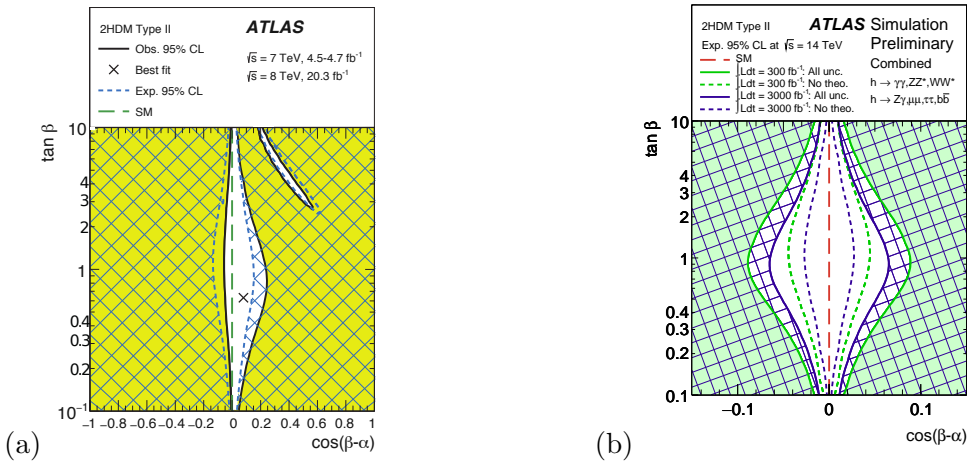 2HDM Type II
ATLAS
Obs. 95% CL
Best fit
Exp. 95% CL
SM
√s = 7 TeV, 4.5-4.7 fb⁻¹
√s = 8 TeV, 20.3 fb⁻¹
tan β
10
4
3
2
1
0.4
0.3
0.2
10⁻¹
-1 -0.8 -0.6 -0.4 -0.2 0 0.2 0.4 0.6 0.8 1
cos(β-α)
(a)
2HDM Type II
ATLAS Simulation
Preliminary
Exp. 95% CL at √s = 14 TeV
Combined
h → γγ,ZZ*,WW*
h → Zγ,μμ,ττ,bb̅
SM
∫Ldt = 300 fb⁻¹: All unc.
∫Ldt = 300 fb⁻¹: No theo.
∫Ldt = 3000 fb⁻¹: All unc.
∫Ldt = 3000 fb⁻¹: No theo.
tan β
10
4
3
2
1
0.4
0.3
0.2
0.1
−0.1 0 0.1
cos(β-α)
(b)